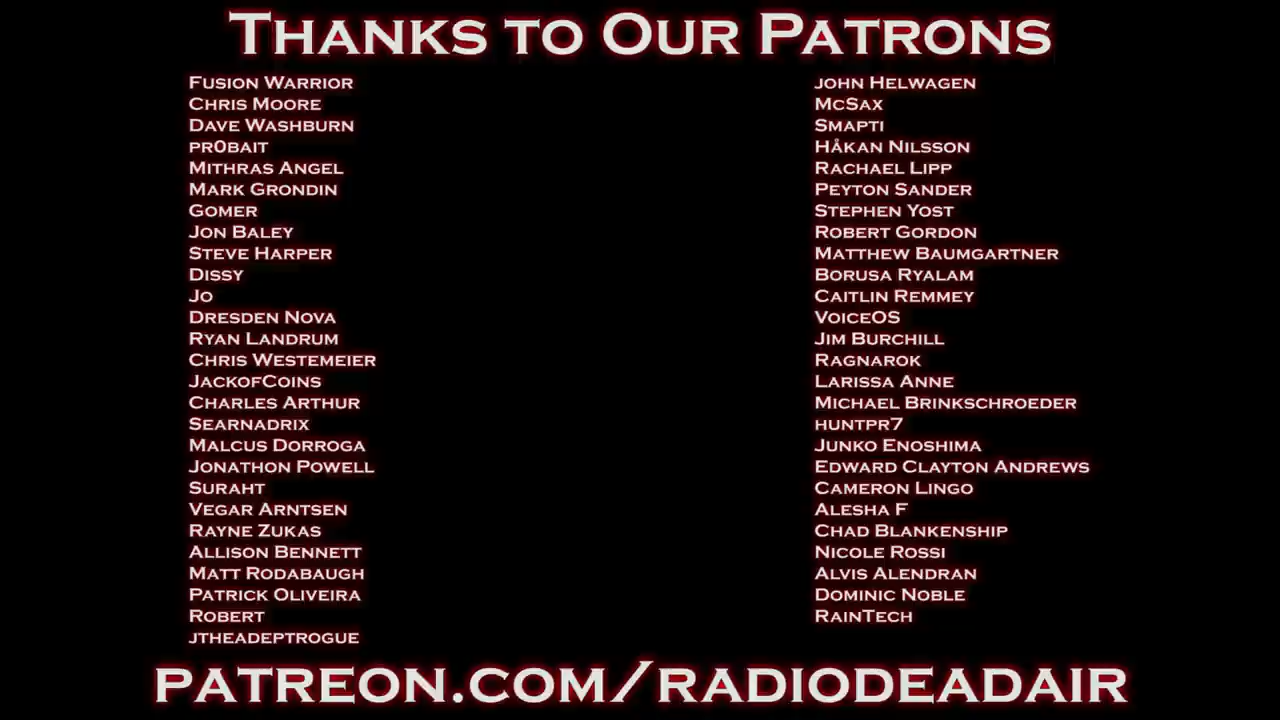 Thanks to Our Patrons
Fusion Warrior
Chris Moore
Dave Washburn
pr0bait
Mithras Angel
Mark Grondin
Gomer
Jon Baley
Steve Harper
Dissy
Jo
Dresden Nova
Ryan Landrum
Chris Westemeier
JackofCoins
Charles Arthur
Searnadrix
Malcus Dorroga
Jonathon Powell
Suraht
Vegar Arntsen
Rayne Zukas
Allison Bennett
Matt Rodabaugh
Patrick Oliveira
Robert
jtheadeptrogue
john Helwagen
McSax
Smapti
Håkan Nilsson
Rachael Lipp
Peyton Sander
Stephen Yost
Robert Gordon
Matthew Baumgartner
Borusa Ryalam
Caitlin Remmey
VoiceOS
Jim Burchill
Ragnarok
Larissa Anne
Michael Brinkschroeder
huntpr7
Junko Enoshima
Edward Clayton Andrews
Cameron Lingo
Alesha F
Chad Blankenship
Nicole Rossi
Alvis Alendran
Dominic Noble
RainTech
patreon.com/radiodeadair